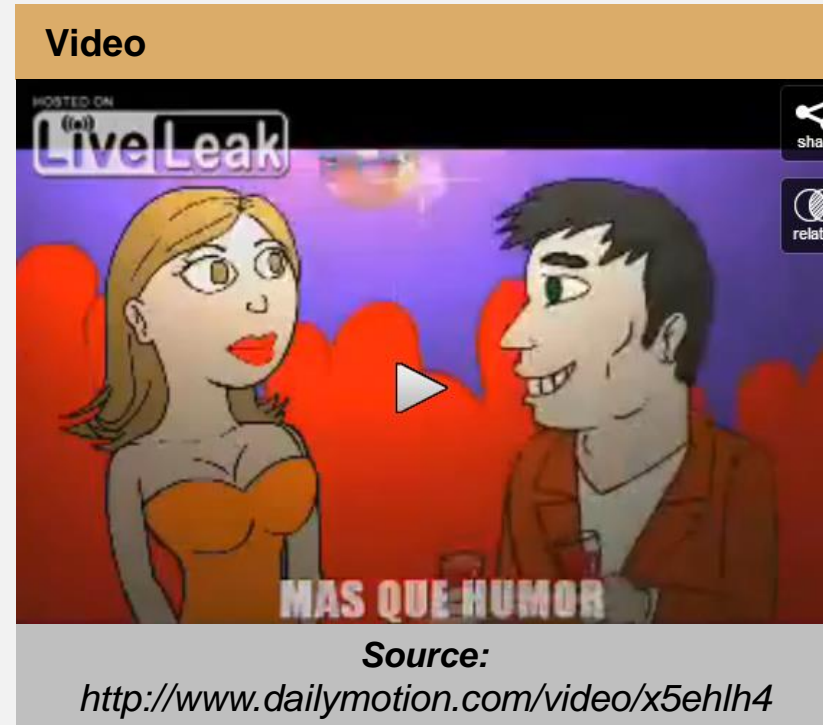 Video
HOSTED ON
LiveLeak
MAS QUE HUMOR
Source:
http://www.dailymotion.com/video/x5ehlh4